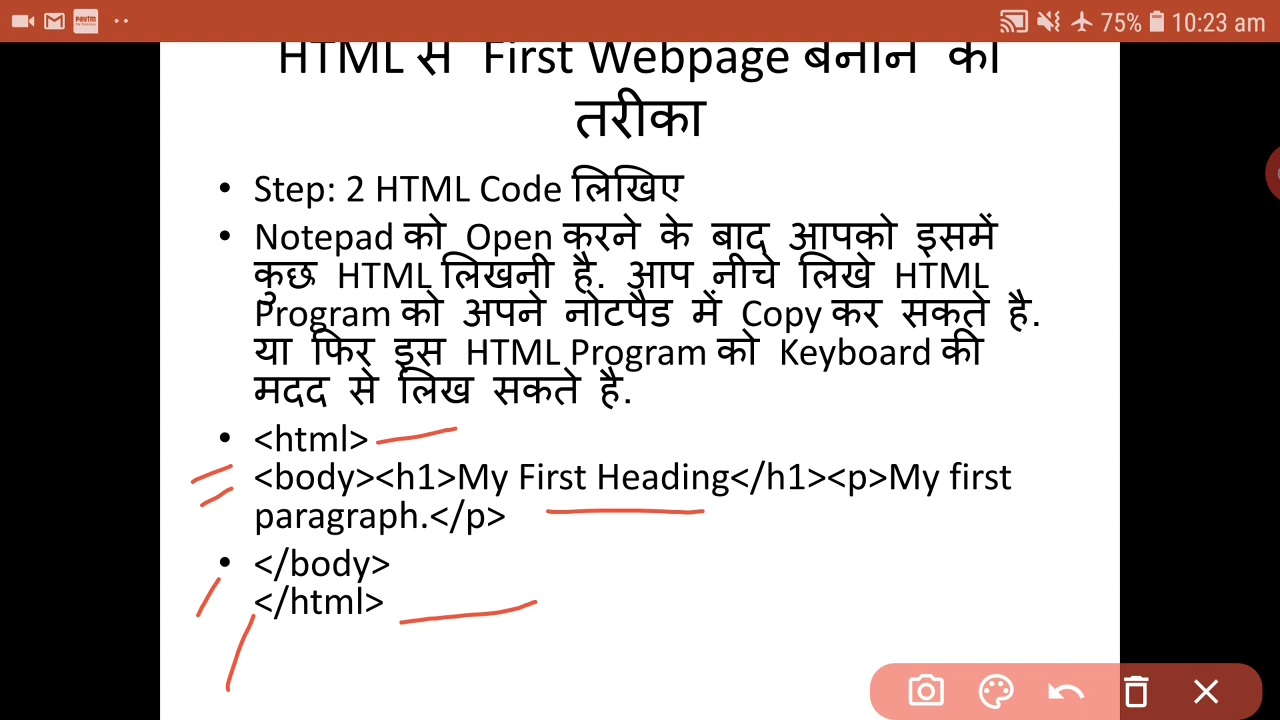 75% 10:23 am
HTML से First Webpage बनाने का
तरीका
• Step: 2 HTML Code लिखिए
• Notepad को Open करने के बाद आपको इसमें
कुछ HTML लिखनी है. आप नीचे लिखे HTML
Program को अपने नोटपैड में Copy कर सकते है.
या फिर इस HTML Program को Keyboard की
मदद से लिख सकते है.
• <html>
<body><h1>My First Heading</h1><p>My first
paragraph.</p>
• </body>
</html>